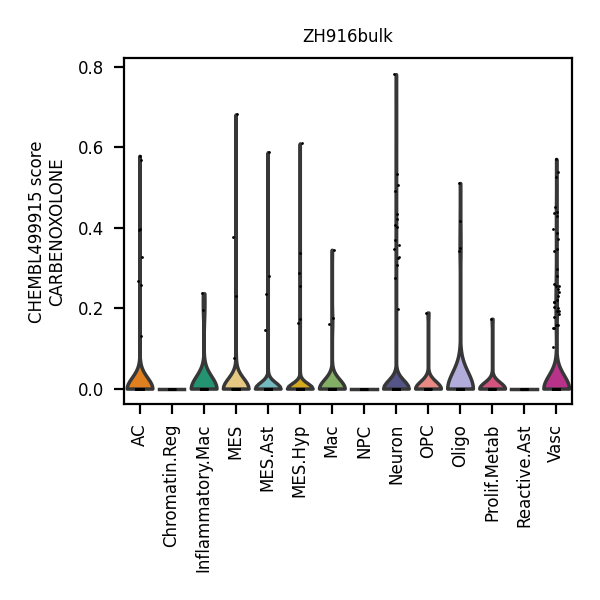 ZH916bulk
CHEMBL499915 score
CARBENOXOLONE
0.8
0.6
0.4
0.2
0.0
AC
Chromatin.Reg
Inflammatory.Mac
MES
MES.Ast
MES.Hyp
Mac
NPC
Neuron
OPC
Oligo
Prolif.Metab
Reactive.Ast
Vasc